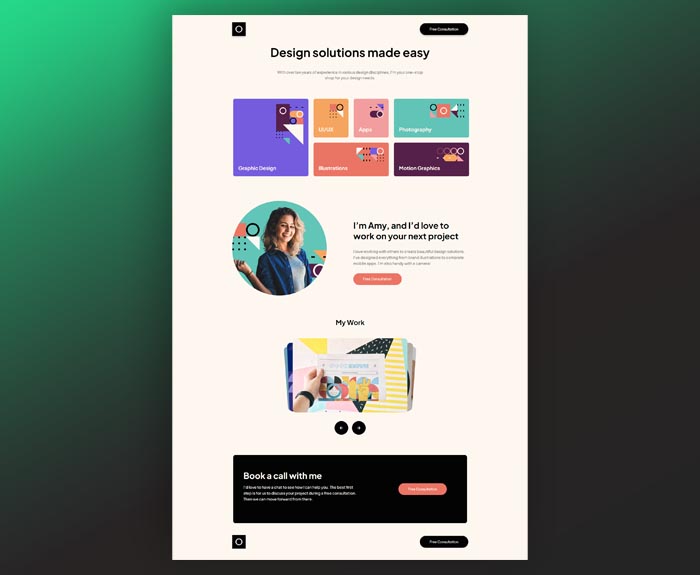 Free Consultation
Design solutions made easy
With over ten years of experience in various design disciplines, I'm your one-stop
shop for your design needs.
Graphic Design
UI/UX
Apps
Photography
Illustrations
Motion Graphics
I'm Amy, and I'd love to
work on your next project
I love working with others to create beautiful design solutions.
I've designed everything from brand illustrations to complete
mobile apps. I'm also handy with a camera!
Free Consultation
My Work
Book a call with me
I'd love to have a chat to see how I can help you. The best first
step is for us to discuss your project during a free consultation.
Then we can move forward from there.
Free Consultation
Free Consultation